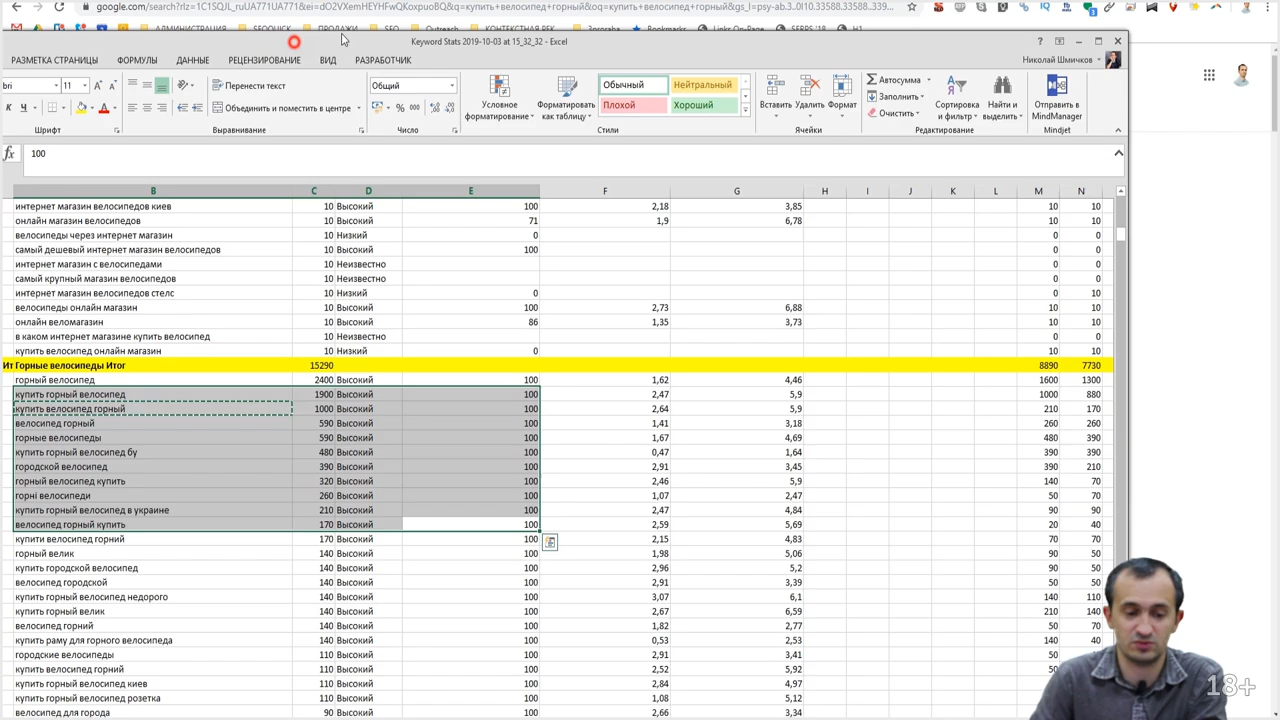 google.com/search?rlz=1C1SQJL_ruUA771UA771&ei=dO2VXemEYEHFwQKoxpuoBQ&q=купить+велосипед+горный&oq=купить+велосипед+горный&gs_l=psy-ab.3..0l10.33588.33588..339...
АДМИНИСТРАЦИЯ SEOQUICK ПРОДАЖИ SEO Outreach КОНТЕКСТНАЯ РЕК... Bookmarks Links On-Page SERPS '19
Keyword Stats 2019-10-03 at 15_32_32 - Excel
РАЗМЕТКА СТРАНИЦЫ ФОРМУЛЫ ДАННЫЕ РЕЦЕНЗИРОВАНИЕ ВИД РАЗРАБОТЧИК Николай Шмичков
bri 11 Перенести текст Общий Обычный Нейтральный Автосумма
Ж Ч Объединить и поместить в центре Условное форматирование Форматировать как таблицу Плохой Хороший Вставить Удалить Формат Заполнить Очистить Сортировка и фильтр Найти и выделить Отправить в MindManager
Шрифт Выравнивание Число Стили Ячейки Редактирование Mindjet
fx 100
B C D E F G H I J K L M N
интернет магазин велосипедов киев 10 Высокий 100 2,18 3,85 10 10
онлайн магазин велосипедов 10 Высокий 71 1,9 6,78 10 10
велосипеды через интернет магазин 10 Низкий 0 0 0
самый дешевый интернет магазин велосипедов 10 Высокий 100 0 0
интернет магазин с велосипедами 10 Неизвестно 0 0
самый крупный магазин велосипедов 10 Неизвестно 0 0
интернет магазин велосипедов стелс 10 Низкий 0 0 10
велосипеды онлайн магазин 10 Высокий 100 2,73 6,88 10 10
онлайн веломагазин 10 Высокий 86 1,35 3,73 10 10
в каком интернет магазине купить велосипед 10 Неизвестно 0 0
купить велосипед онлайн магазин 10 Низкий 0 10 10
Ит Горные велосипеды Итог 15290 8890 7730
горный велосипед 2400 Высокий 100 1,62 4,46 1600 1300
купить горный велосипед 1900 Высокий 100 2,47 5,9 1000 880
купить велосипед горный 1000 Высокий 100 2,64 5,9 210 170
велосипед горный 590 Высокий 100 1,41 3,18 260 260
горные велосипеды 590 Высокий 100 1,67 4,69 480 390
купить горный велосипед бу 480 Высокий 100 0,47 1,64 390 390
городской велосипед 390 Высокий 100 2,91 3,45 390 210
горный велосипед купить 320 Высокий 100 2,46 5,9 140 70
горні велосипеди 260 Высокий 100 1,07 2,47 50 70
купить горный велосипед в украине 210 Высокий 100 2,47 4,84 90 90
велосипед горный купить 170 Высокий 100 2,59 5,69 20 40
купити велосипед горний 170 Высокий 100 2,15 4,83 70 70
горный велик 140 Высокий 100 1,98 5,06 90 50
купить городской велосипед 140 Высокий 100 2,96 5,2 90 50
велосипед городской 140 Высокий 100 2,91 3,39 50 50
купить горный велосипед недорого 140 Высокий 100 3,07 6,1 140 110
купить горный велик 140 Высокий 100 2,67 6,59 210 140
велосипед горний 140 Высокий 100 1,82 2,77 50 70
купить раму для горного велосипеда 140 Высокий 100 0,53 2,53 140 40
городские велосипеды 110 Высокий 100 2,91 3,41 50
купить велосипед горний 110 Высокий 100 2,52 5,92 50
купить горный велосипед киев 110 Высокий 100 2,84 4,97
купить горный велосипед розетка 110 Высокий 100 1,08 5,12
велосипед для города 90 Высокий 100 2,66 3,34
18+